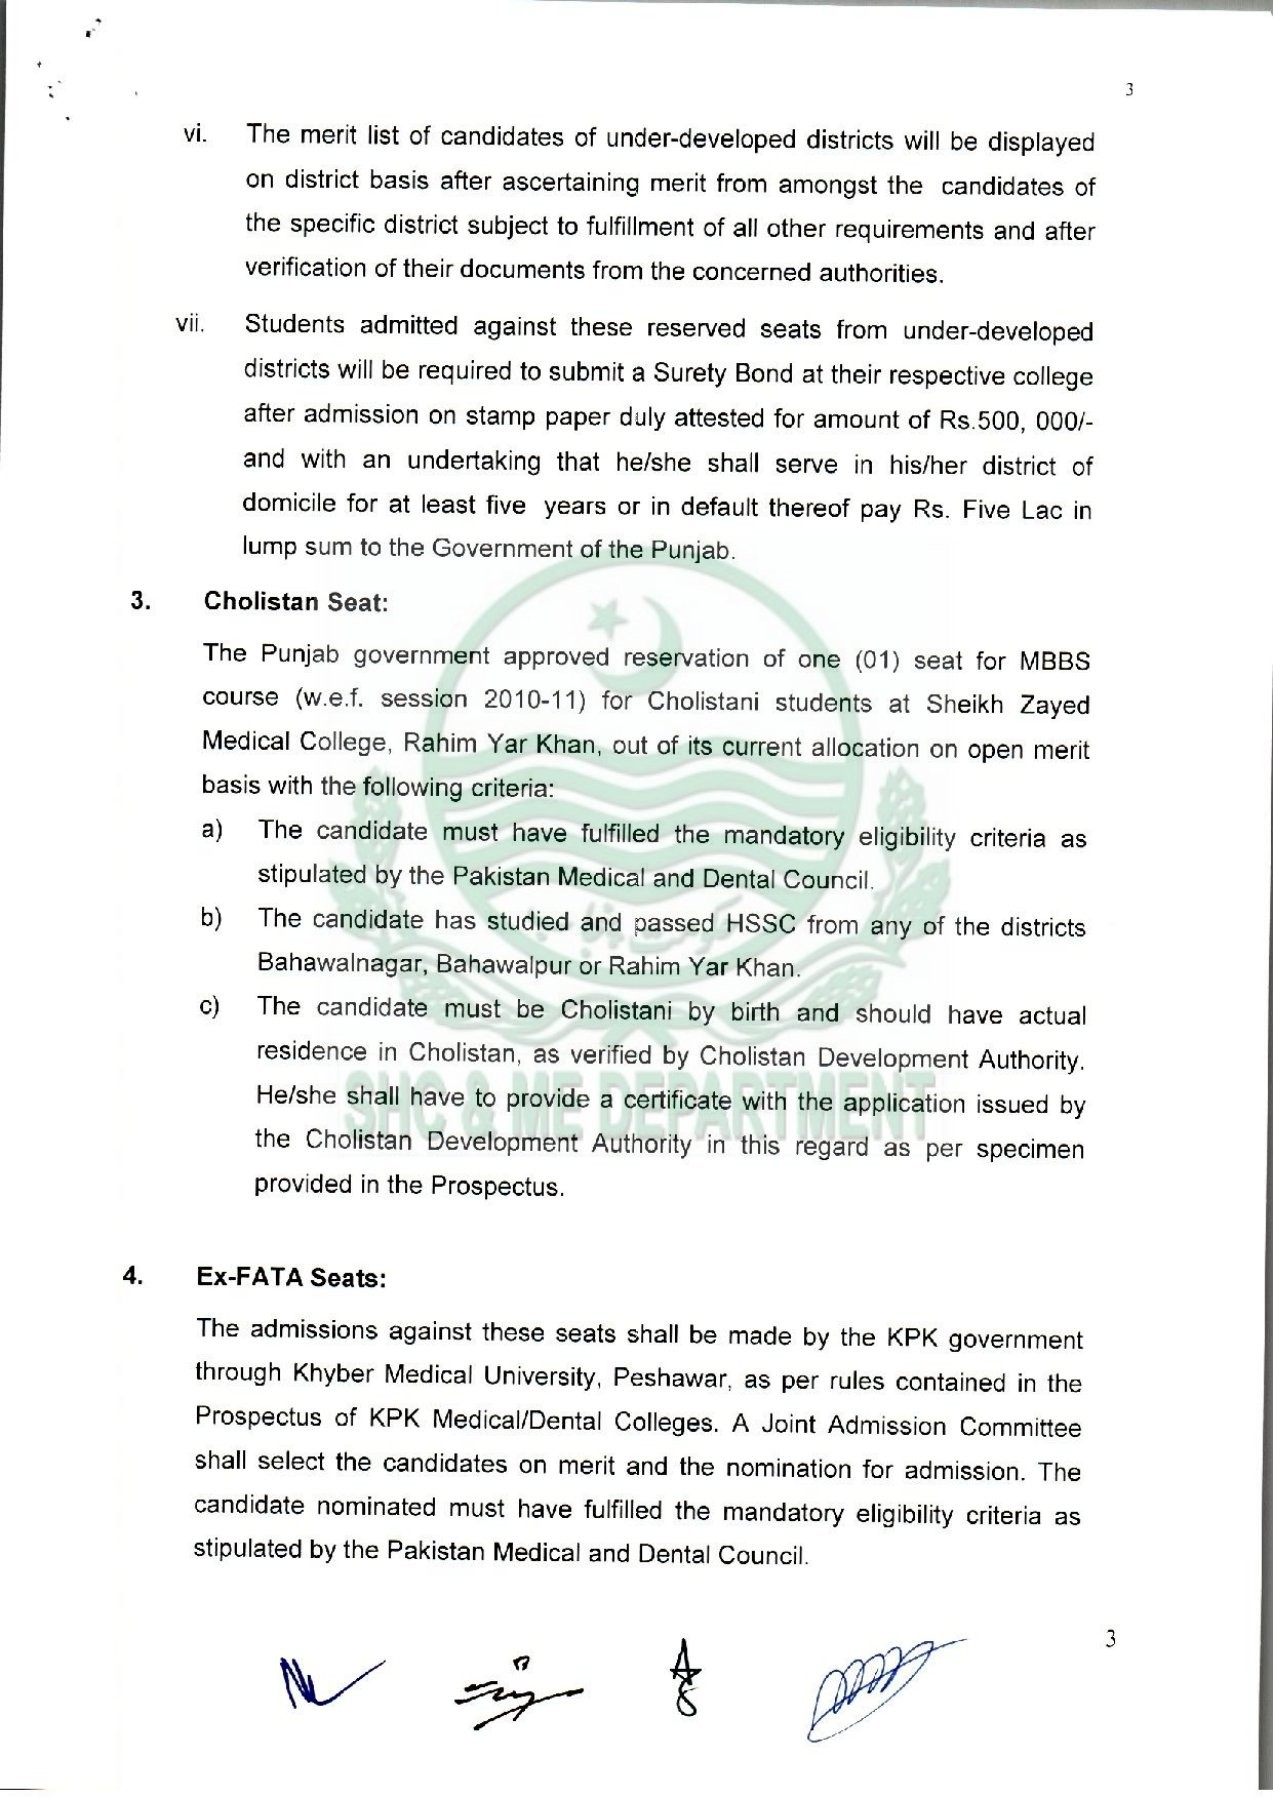 3
vi. The merit list of candidates of under-developed districts will be displayed
on district basis after ascertaining merit from amongst the candidates of
the specific district subject to fulfillment of all other requirements and after
verification of their documents from the concerned authorities.
vii. Students admitted against these reserved seats from under-developed
districts will be required to submit a Surety Bond at their respective college
after admission on stamp paper duly attested for amount of Rs.500, 000/-
and with an undertaking that he/she shall serve in his/her district of
domicile for at least five years or in default thereof pay Rs. Five Lac in
lump sum to the Government of the Punjab.
3. Cholistan Seat:
The Punjab government approved reservation of one (01) seat for MBBS
course (w.e.f. session 2010-11) for Cholistani students at Sheikh Zayed
Medical College, Rahim Yar Khan, out of its current allocation on open merit
basis with the following criteria:
a) The candidate must have fulfilled the mandatory eligibility criteria as
stipulated by the Pakistan Medical and Dental Council.
b) The candidate has studied and passed HSSC from any of the districts
Bahawalnagar, Bahawalpur or Rahim Yar Khan.
c) The candidate must be Cholistani by birth and should have actual
residence in Cholistan, as verified by Cholistan Development Authority.
SHC & ME DEPARTMENT
He/she shall have to provide a certificate with the application issued by
the Cholistan Development Authority in this regard as per specimen
provided in the Prospectus.
4. Ex-FATA Seats:
The admissions against these seats shall be made by the KPK government
through Khyber Medical University, Peshawar, as per rules contained in the
Prospectus of KPK Medical/Dental Colleges. A Joint Admission Committee
shall select the candidates on merit and the nomination for admission. The
candidate nominated must have fulfilled the mandatory eligibility criteria as
stipulated by the Pakistan Medical and Dental Council.
3